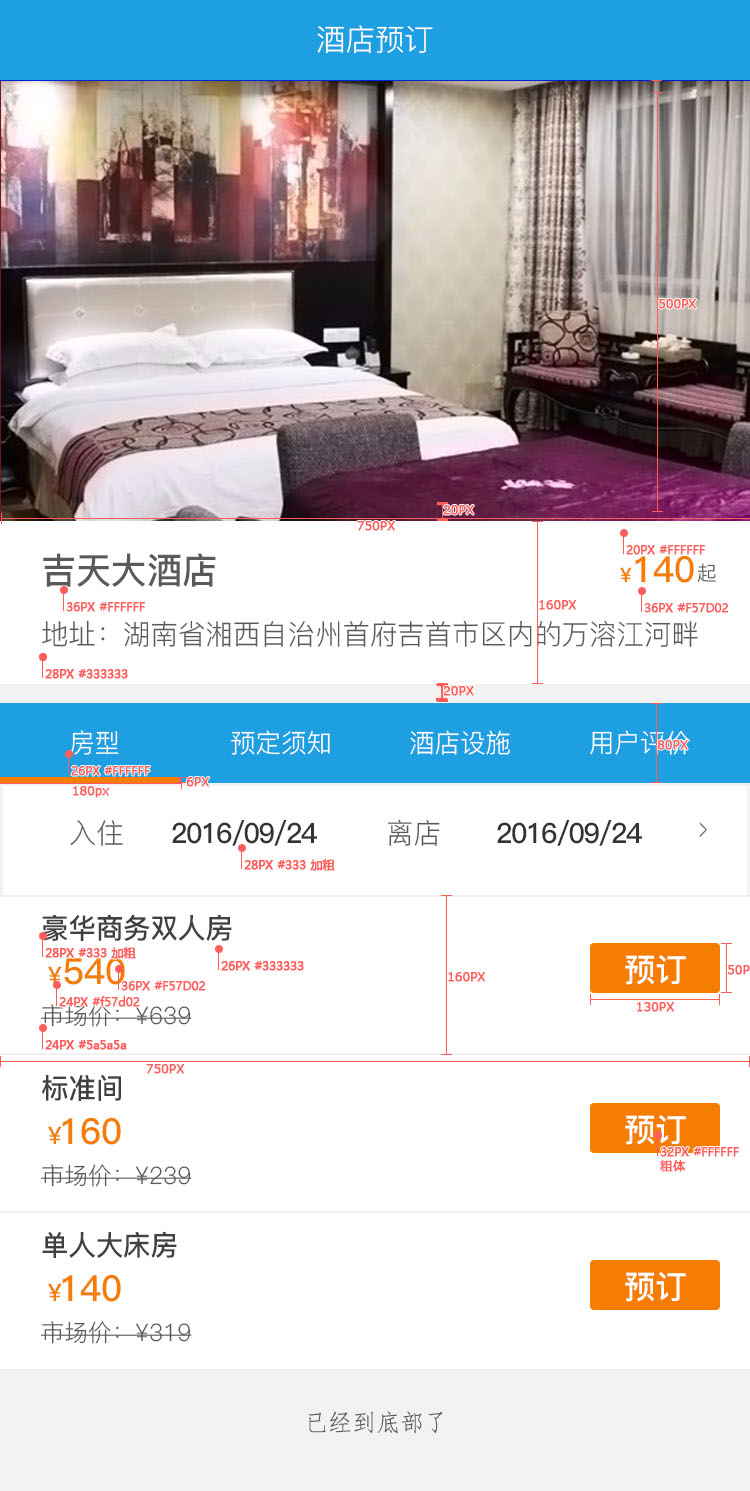 酒店预订
500PX
20PX
750PX
吉天大酒店
36PX #FFFFFF
20PX #FFFFFF
¥140起
36PX #F57D02
160PX
地址：湖南省湘西自治州首府吉首市区内的万溶江河畔
28PX #333333
20PX
房型 预定须知 酒店设施 用户评价
80PX
26PX #FFFFFF
6PX
180px
入住 2016/09/24 离店 2016/09/24 >
28PX #333 加粗
豪华商务双人房
28PX #333 加粗
26PX #333333
¥540
36PX #F57D02
24PX #f57d02
市场价：¥639
24PX #5a5a5a
160PX
预订
50P
130PX
750PX
标准间
¥160
市场价：¥239
预订
32PX #FFFFFF
粗体
单人大床房
¥140
市场价：¥319
预订
已经到底部了